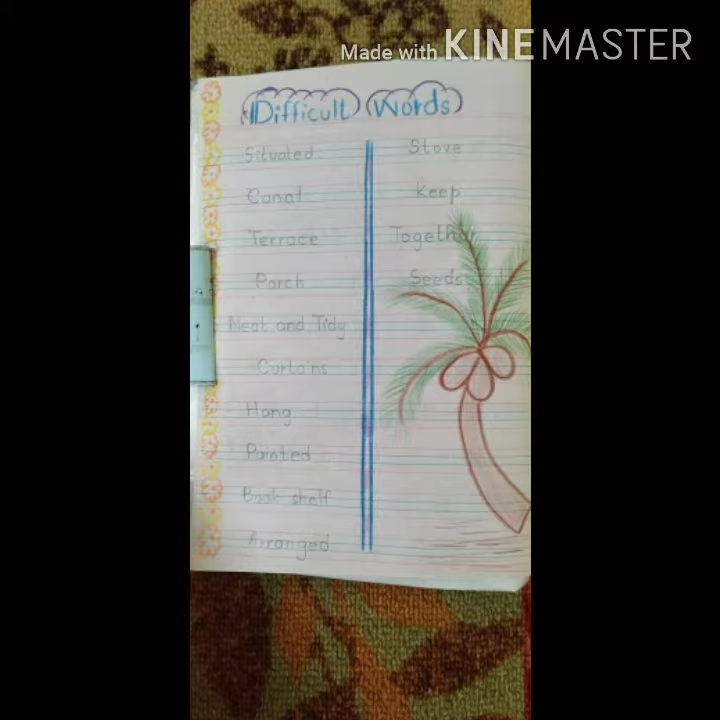 Made with KINEMASTER
Difficult Words
Situated
Canal
Terrace
Porch
Neat and Tidy
Curtains
Hang
Painted
Book shelf
Arranged
Stove
Keep
Together
Seeds